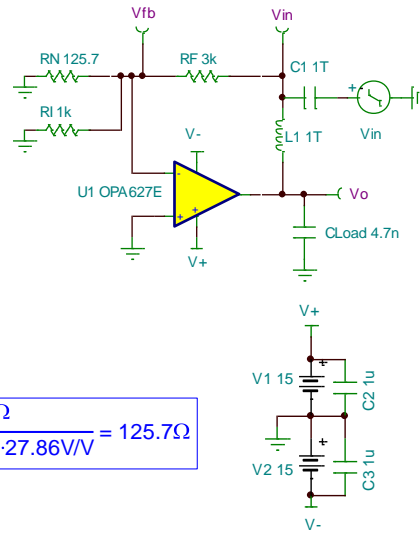 Vfb
Vin
RN 125.7
RF 3k
C1 1T
RI 1k
+
Vin
V-
L1 1T
U1 OPA627E
-
+
+
Vo
V+
CLoad 4.7n
V+
V1 15
+
C2 1u
Ω
·27.86V/V = 125.7Ω
V2 15
+
C3 1u
V-